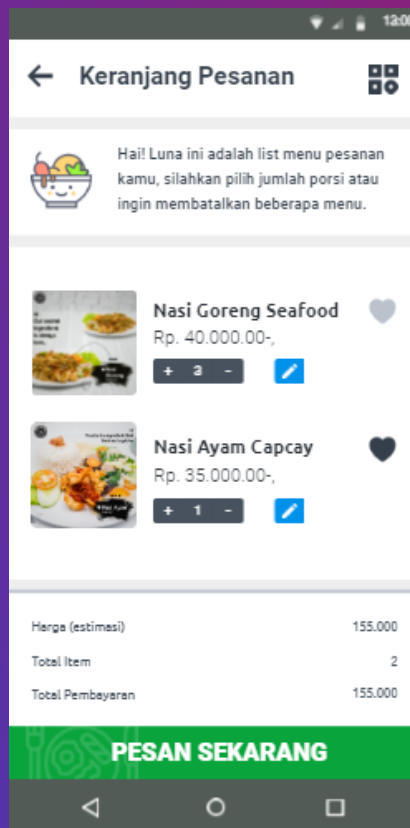 13:00
Keranjang Pesanan
Hai! Luna ini adalah list menu pesanan
kamu, silahkan pilih jumlah porsi atau
ingin membatalkan beberapa menu.
Nasi Goreng Seafood
Rp. 40.000.00-,
+ 3 -
Nasi Ayam Capcay
Rp. 35.000.00-,
+ 1 -
Harga (estimasi) 155.000
Total Item 2
Total Pembayaran 155.000
PESAN SEKARANG